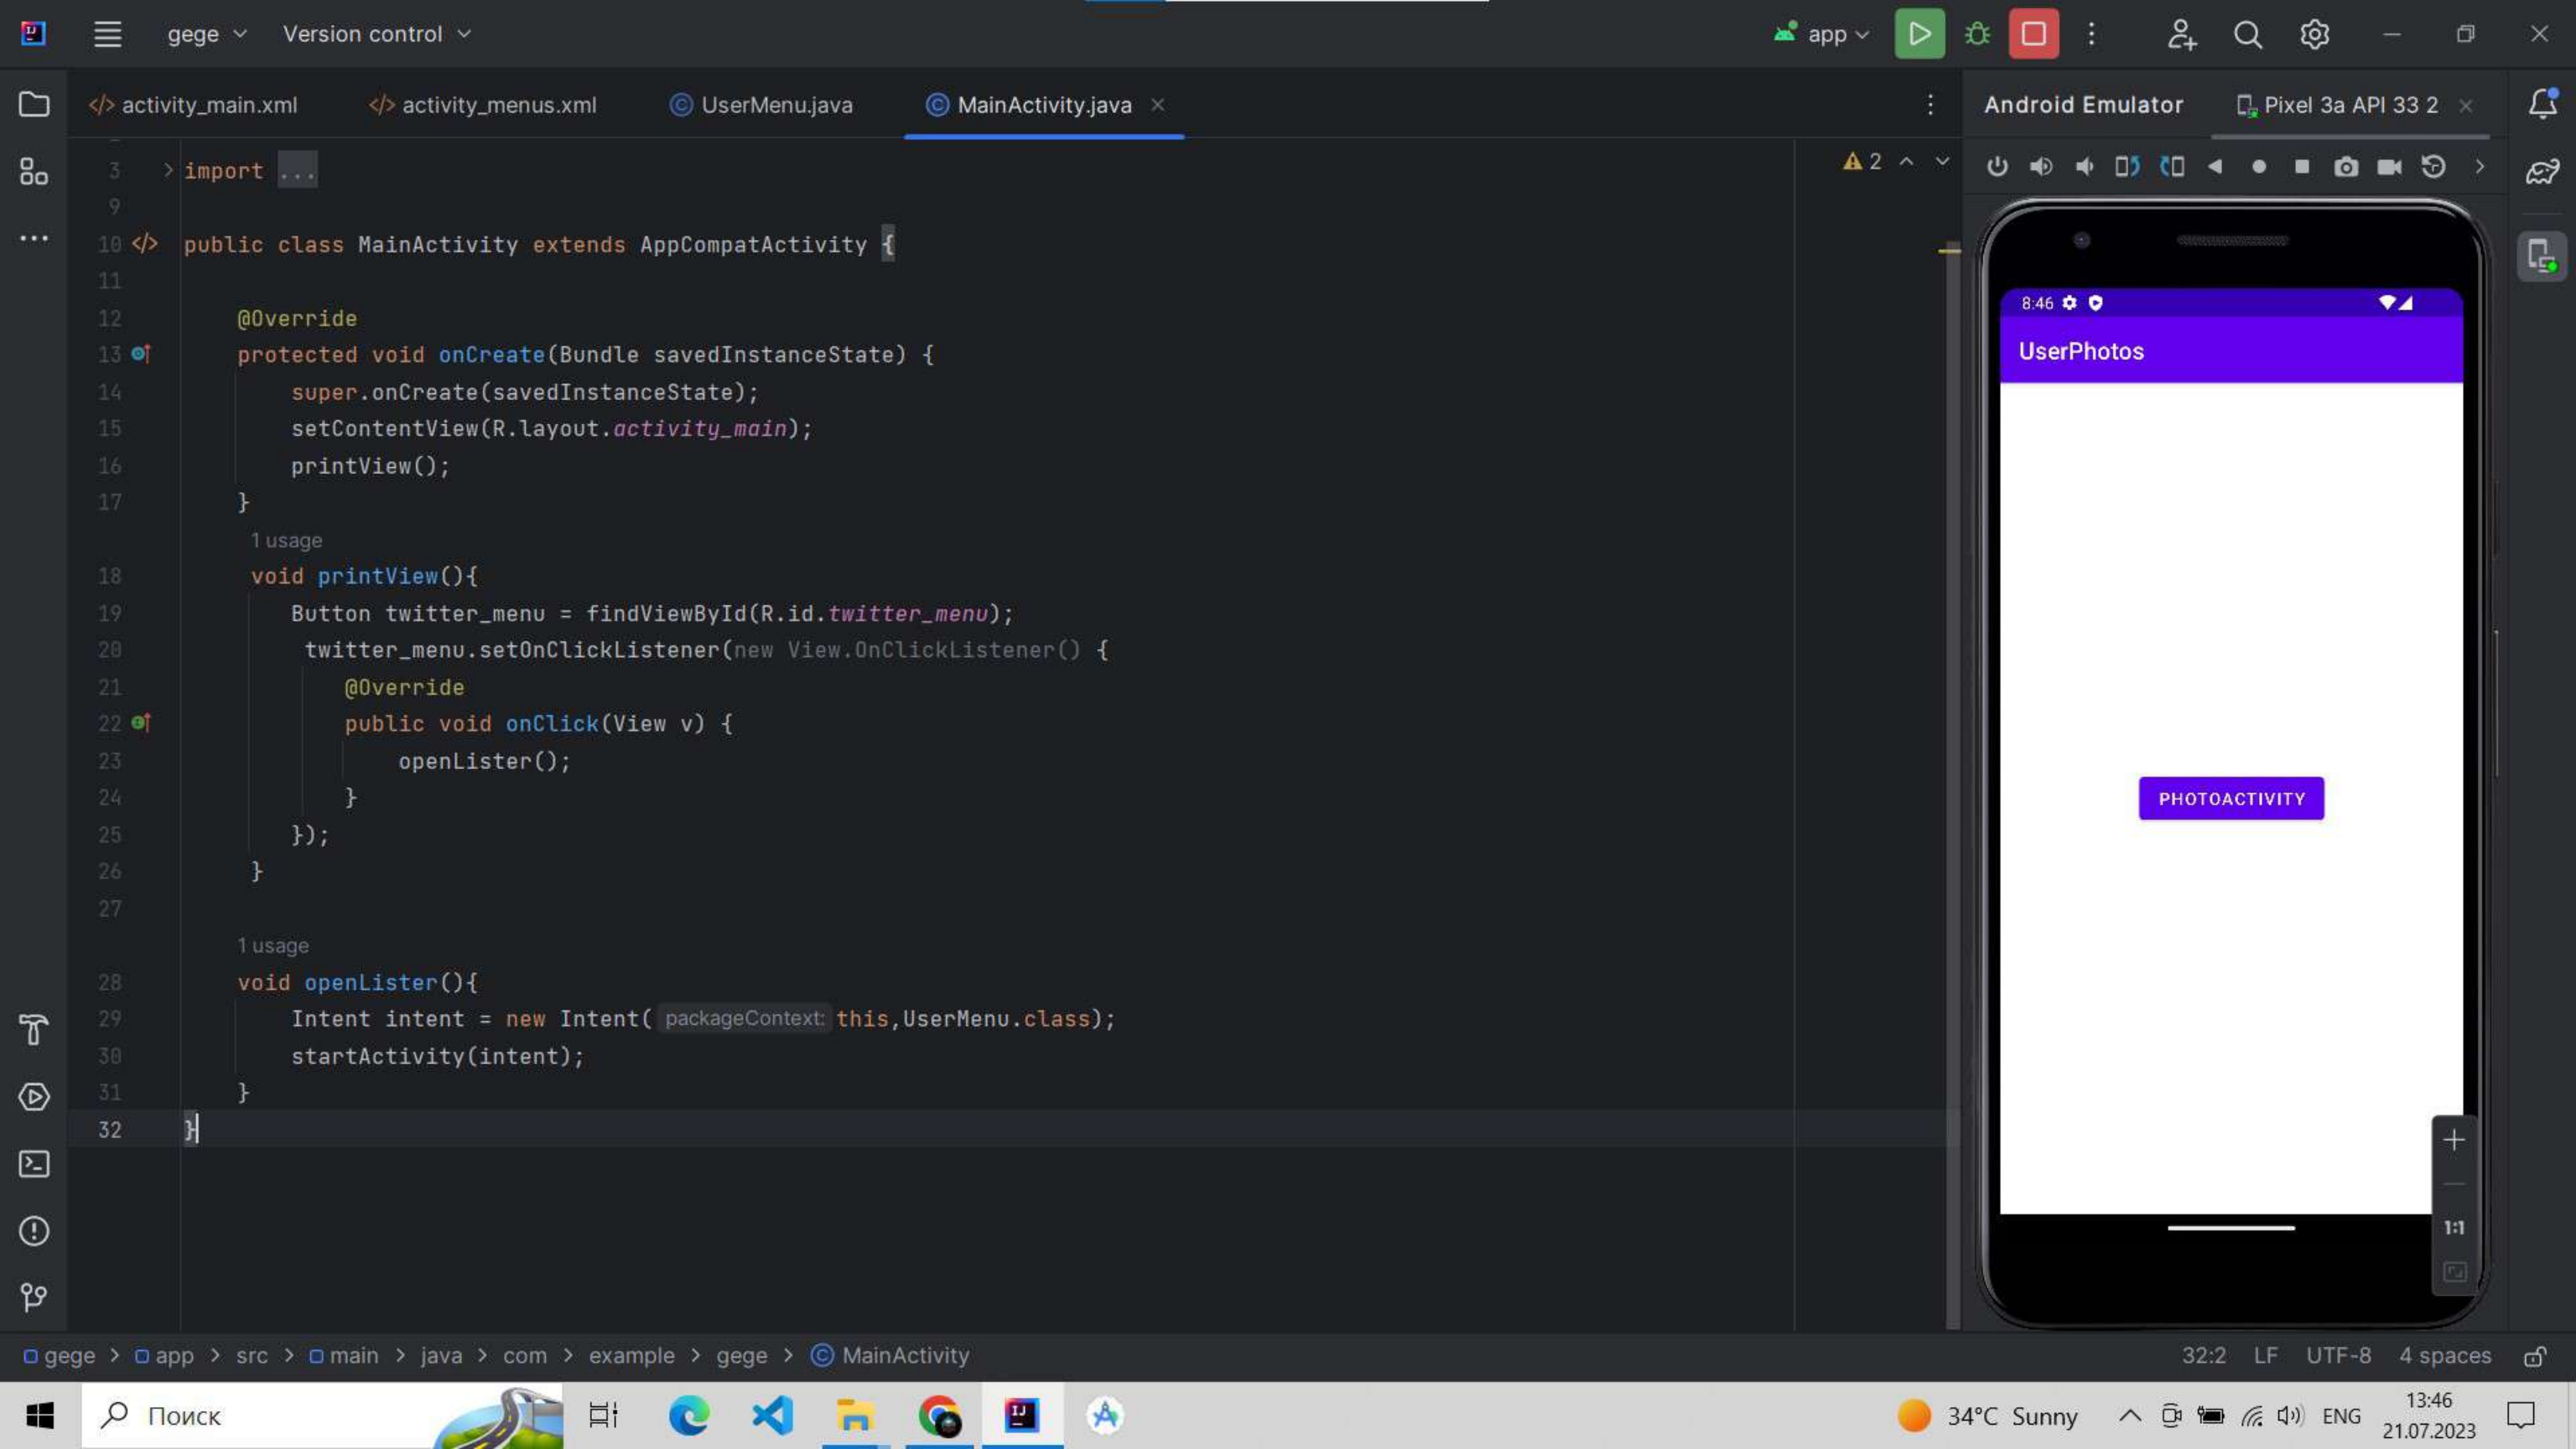 gege
Version control
app
activity_main.xml
activity_menus.xml
UserMenu.java
MainActivity.java
Android Emulator
Pixel 3a API 33 2
2
3 import ...
9
10 public class MainActivity extends AppCompatActivity {
11
12 @Override
13 protected void onCreate(Bundle savedInstanceState) {
14 super.onCreate(savedInstanceState);
15 setContentView(R.layout.activity_main);
16 printView();
17 }
1 usage
18 void printView(){
19 Button twitter_menu = findViewById(R.id.twitter_menu);
20 twitter_menu.setOnClickListener(new View.OnClickListener() {
21 @Override
22 public void onClick(View v) {
23 openLister();
24 }
25 });
26 }
27
1 usage
28 void openLister(){
29 Intent intent = new Intent( packageContext: this,UserMenu.class);
30 startActivity(intent);
31 }
32 }
8:46
UserPhotos
PHOTOACTIVITY
1:1
gege > app > src > main > java > com > example > gege > MainActivity
32:2 LF UTF-8 4 spaces
Поиск
34°C Sunny
ENG
13:46
21.07.2023